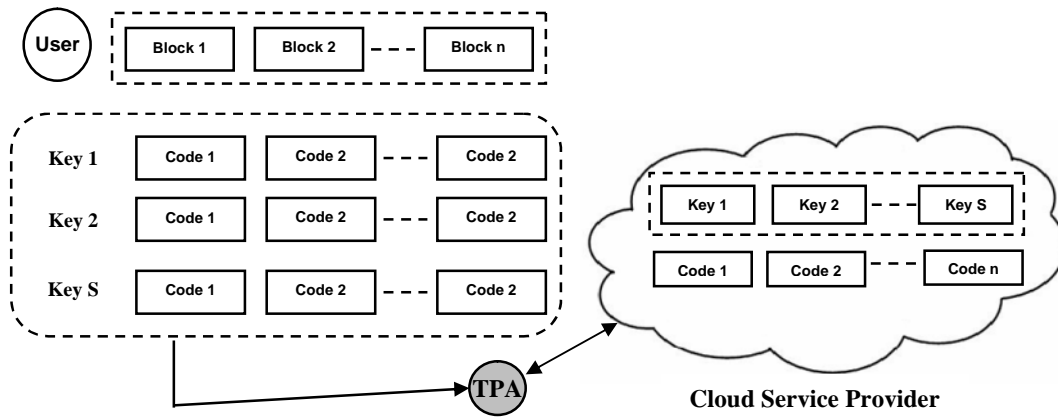 User
Block 1 Block 2 Block n
Key 1 Code 1 Code 2 Code 2
Key 2 Code 1 Code 2 Code 2
Key S Code 1 Code 2 Code 2
Key 1 Key 2 Key S
Code 1 Code 2 Code n
TPA
Cloud Service Provider